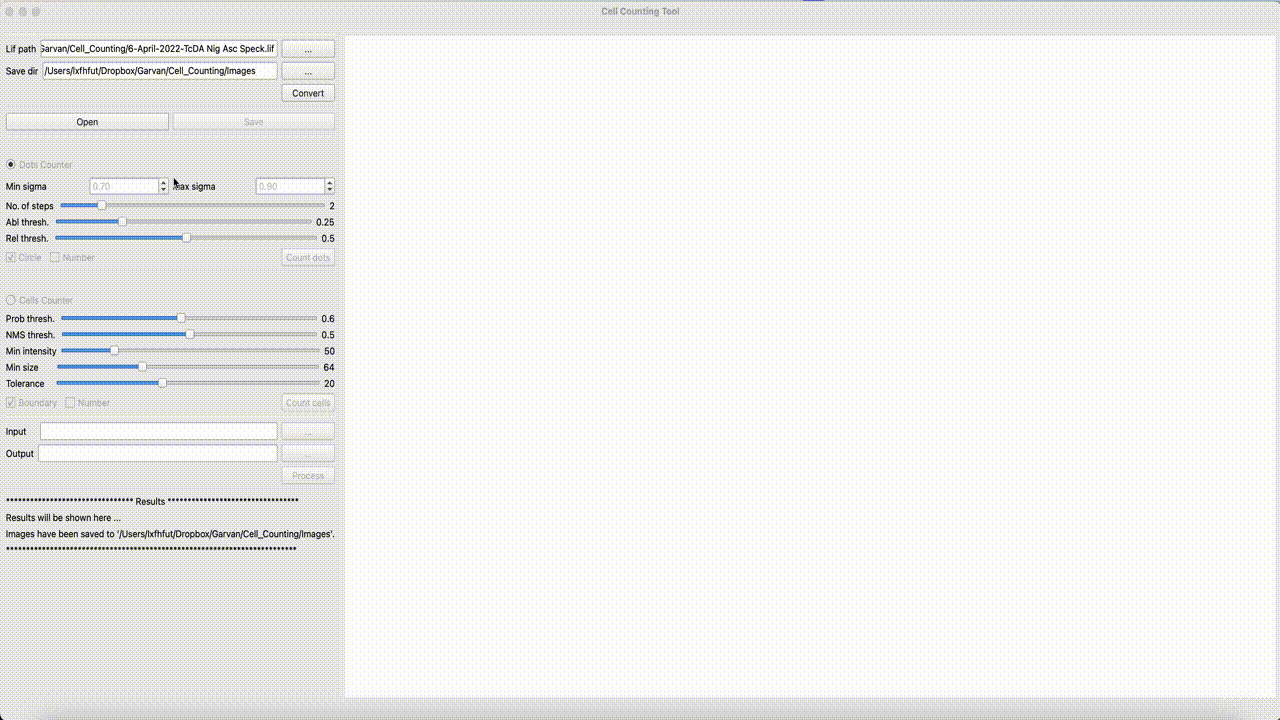 Cell Counting Tool
Lif path Garvan/Cell_Counting/6-April-2022-TcDA Nig Asc Speck.lif ...
Save dir /Users/lxfhfut/Dropbox/Garvan/Cell_Counting/Images ...
Convert
Open Save
Dots Counter
Min sigma 0.70 Max sigma 0.90
No. of steps 2
Abl thresh. 0.25
Rel thresh. 0.5
Circle Number Count dots
Cells Counter
Prob thresh. 0.6
NMS thresh. 0.5
Min intensity 50
Min size 64
Tolerance 20
Boundary Number Count cells
Input ...
Output ...
Process
******************************** Results *********************************
Results will be shown here ...
Images have been saved to '/Users/lxfhfut/Dropbox/Garvan/Cell_Counting/Images'.
*************************************************************************